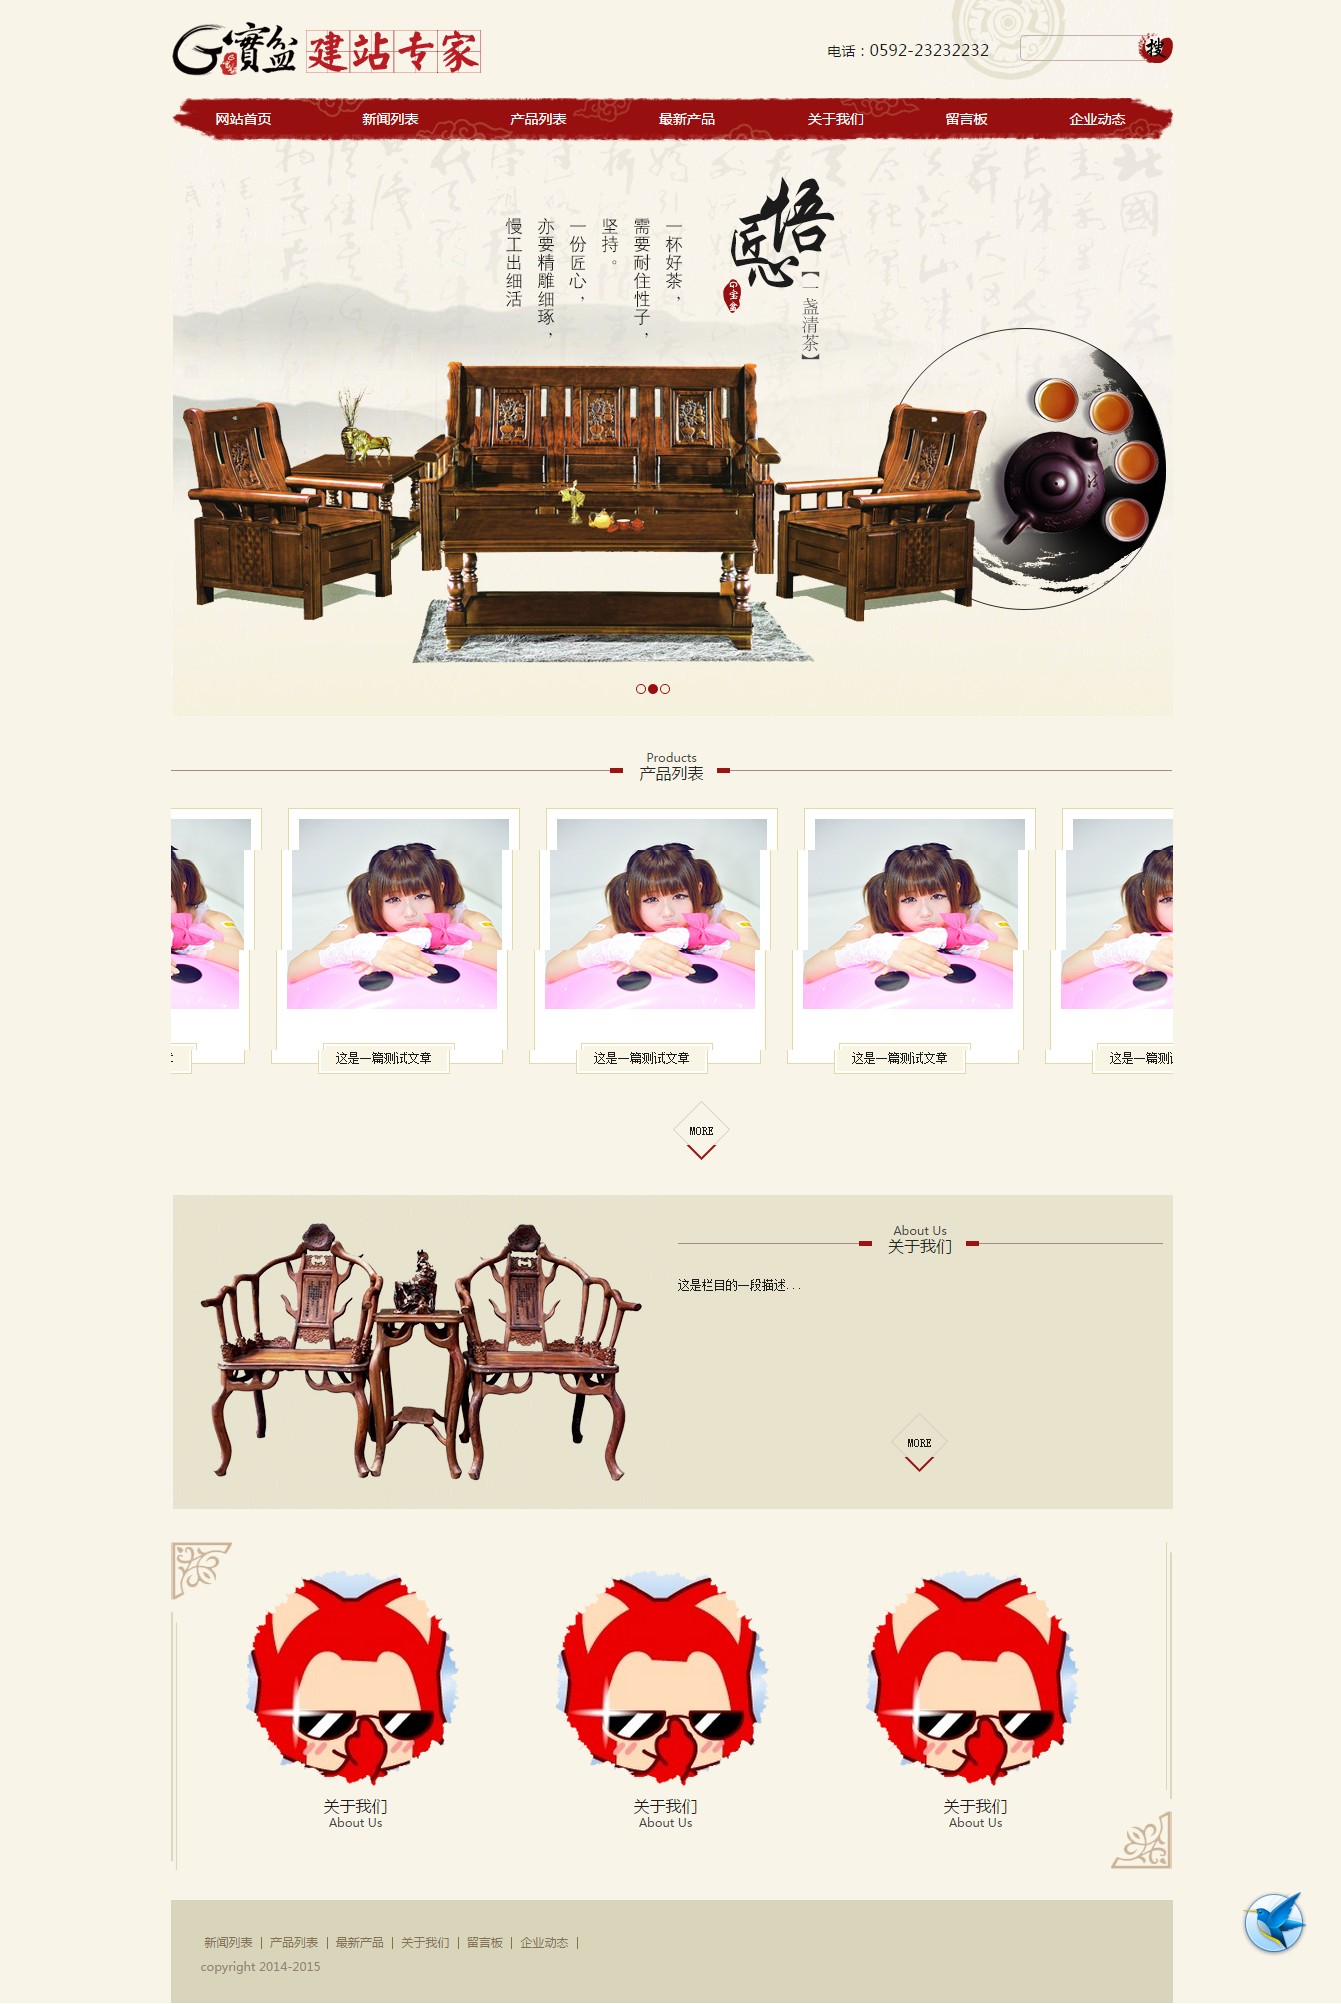 G寶盆 建站专家
电话：0592-23232232
搜
网站首页 新闻列表 产品列表 最新产品 关于我们 留言板 企业动态
悟
匠心
G宝盆
【一盏清茶】
一杯好茶，
需要耐住性子，
坚持。
一份匠心，
亦要精雕细琢，
慢工出细活
Products
产品列表
这是一篇测试文章 这是一篇测试文章 这是一篇测试文章 这是一篇测
MORE
About Us
关于我们
这是栏目的一段描述...
MORE
关于我们 关于我们 关于我们
About Us About Us About Us
新闻列表 | 产品列表 | 最新产品 | 关于我们 | 留言板 | 企业动态 |
copyright 2014-2015